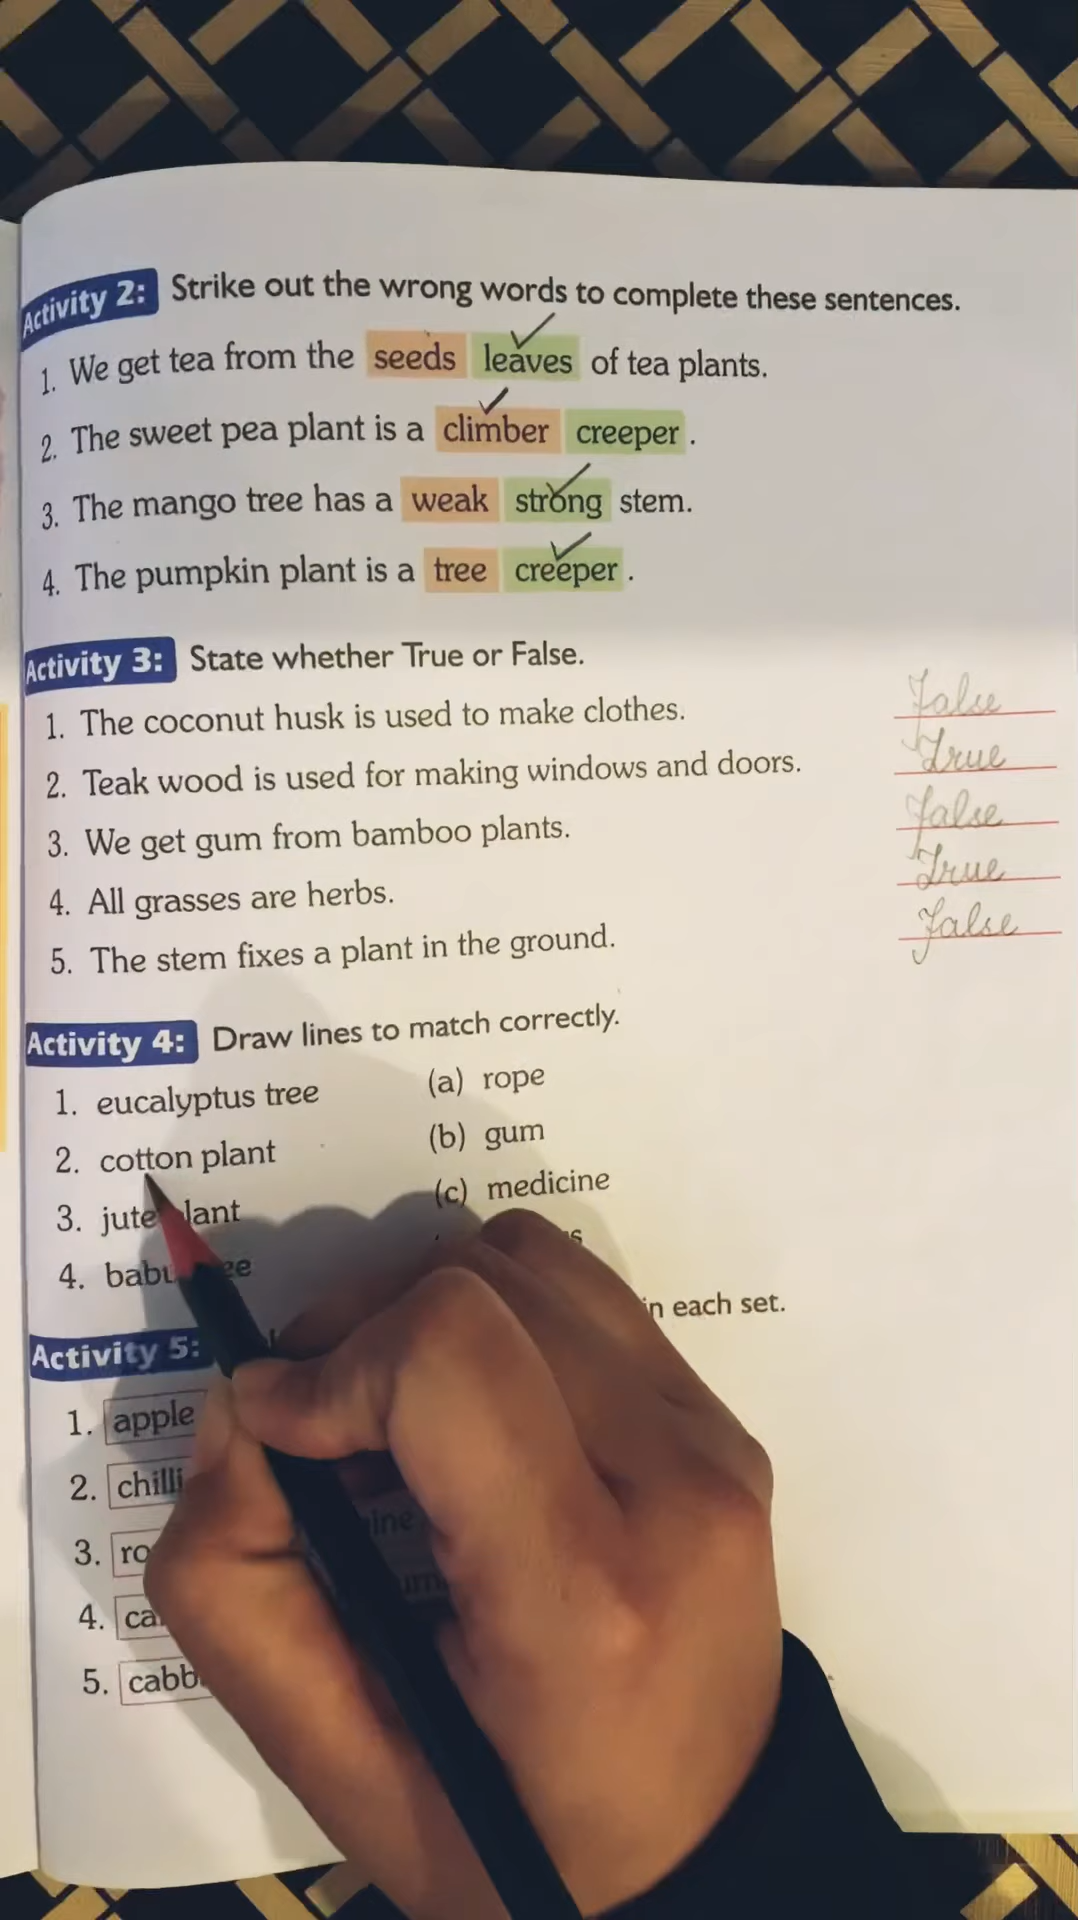 Activity 2: Strike out the wrong words to complete these sentences.
1. We get tea from the seeds leaves of tea plants.
2. The sweet pea plant is a climber creeper.
3. The mango tree has a weak strong stem.
4. The pumpkin plant is a tree creeper.
Activity 3: State whether True or False.
1. The coconut husk is used to make clothes. False
2. Teak wood is used for making windows and doors. True
3. We get gum from bamboo plants. False
4. All grasses are herbs. True
5. The stem fixes a plant in the ground. False
Activity 4: Draw lines to match correctly.
1. eucalyptus tree (a) rope
2. cotton plant (b) gum
3. jute (c) medicine
4.
in each set.
Activity 5:
1. apple
2. chilli
3.
4.
5.